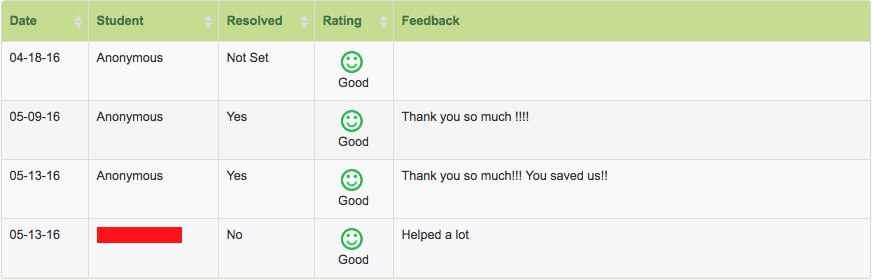 Date Student Resolved Rating Feedback
04-18-16 Anonymous Not Set
Good
05-09-16 Anonymous Yes Thank you so much !!!!
Good
05-13-16 Anonymous Yes Thank you so much!!! You saved us!!
Good
05-13-16 No Helped a lot
Good